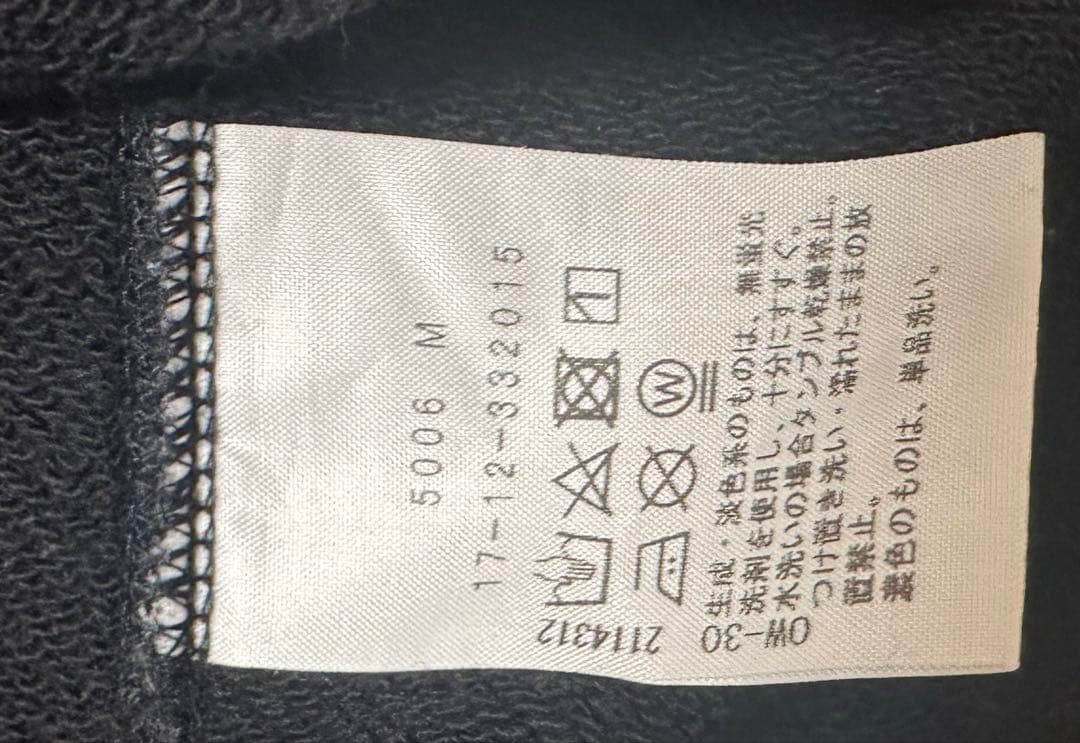 5006 M
17-12-332015
W
生成・淡色系のものは、無蛍光
洗剤を使用し、十分にすすぐ。
水洗いの場合タンブル乾燥禁止。
つけ置き洗い・濡れたままの放
置禁止。
濃色のものは、単品洗い。
2114312
2114312